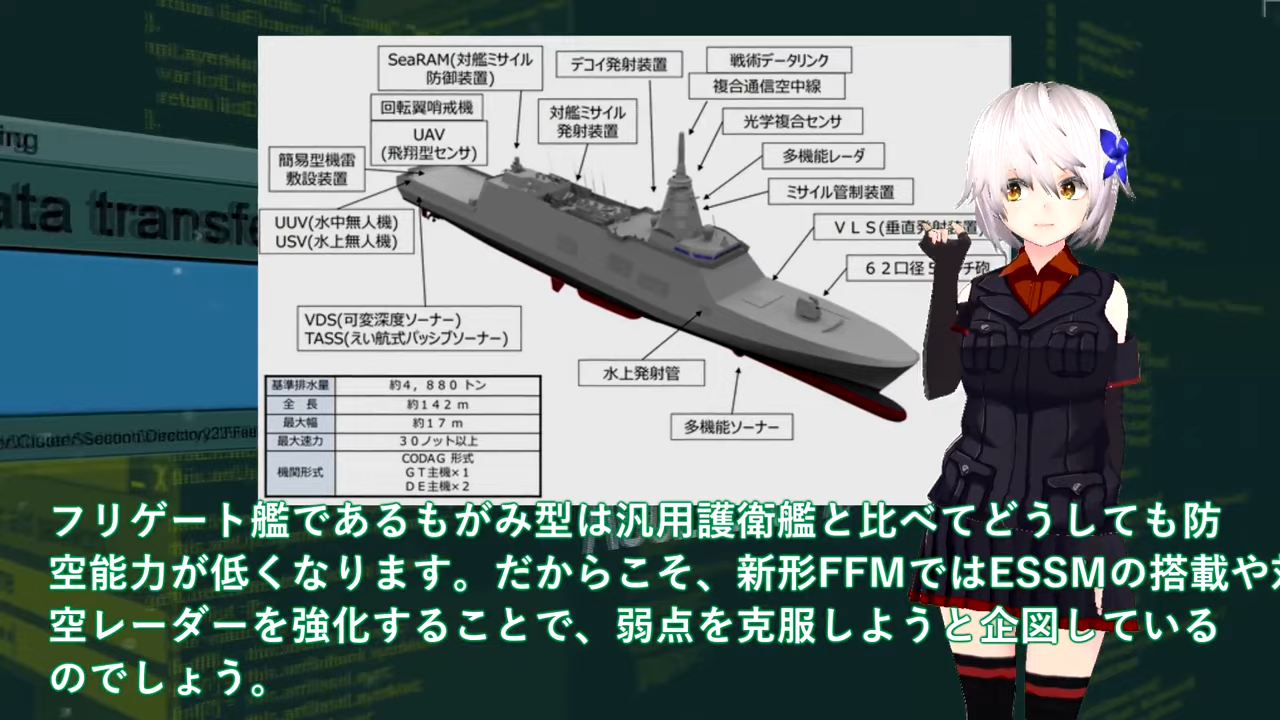 SeaRAM(対艦ミサイル
防御装置)
デコイ発射装置
戦術データリンク
複合通信空中線
回転翼哨戒機
対艦ミサイル
発射装置
光学複合センサ
UAV
(飛翔型センサ)
簡易型機雷
敷設装置
多機能レーダ
ミサイル管制装置
UUV(水中無人機)
USV(水上無人機)
ＶＬＳ(垂直発射装置)
６２口径５
チ砲
VDS(可変深度ソーナー)
TASS(えい航式パッシブソーナー)
水上発射管
多機能ソーナー
基準排水量 約４，８８０トン
全 長 約１４２ｍ
最大幅 約１７ｍ
最大速力 ３０ノット以上
機関形式 CODAG 形式
ＧＴ主機×１
ＤＥ主機×２
ing
ata transfe
フリゲート艦であるもがみ型は汎用護衛艦と比べてどうしても防
空能力が低くなります。だからこそ、新形FFMではESSMの搭載や対
空レーダーを強化することで、弱点を克服しようと企図している
のでしょう。